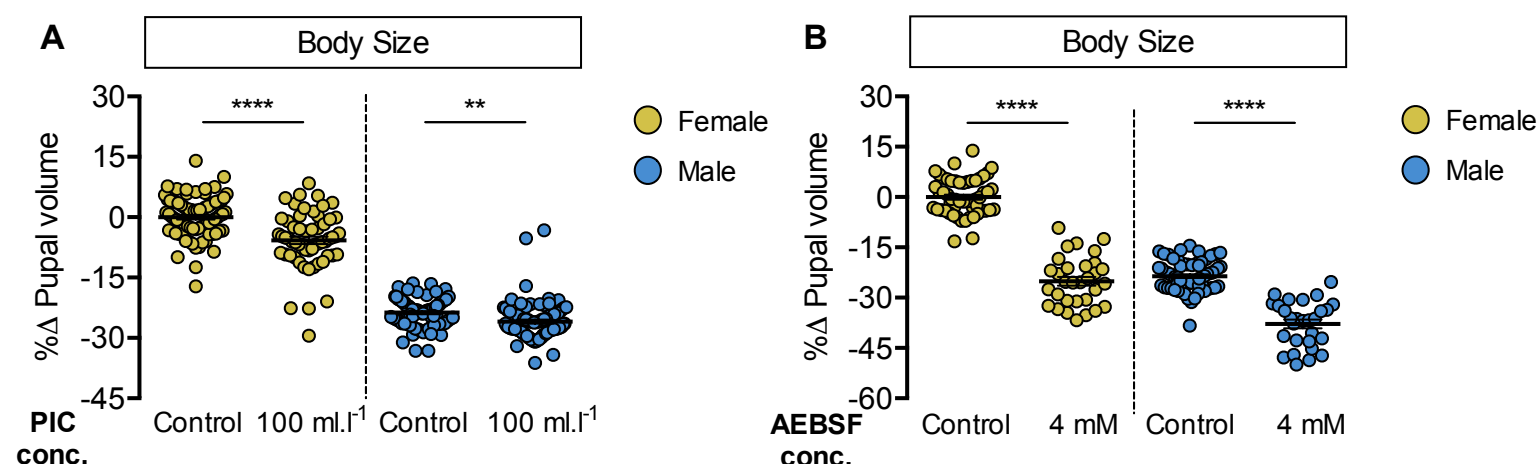 A
Body Size
%Δ Pupal volume
30
15
0
-15
-30
-45
****
**
Female
Male
PIC conc.
Control
100 ml.l⁻¹
Control
100 ml.l⁻¹
B
Body Size
%Δ Pupal volume
30
15
0
-15
-30
-45
-60
****
****
Female
Male
AEBSF conc.
Control
4 mM
Control
4 mM